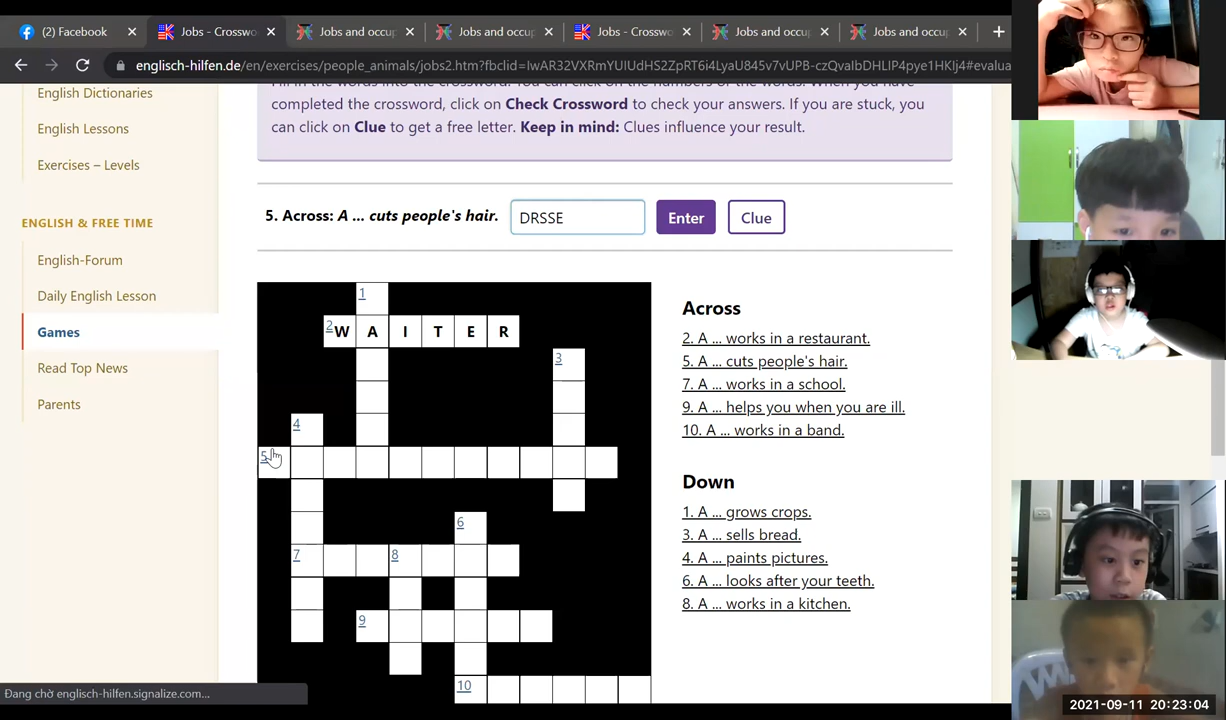 (2) Facebook
Jobs - Crosswo
Jobs and occup
Jobs and occup
Jobs - Crosswo
Jobs and occup
Jobs and occup
englisch-hilfen.de/en/exercises/people_animals/jobs2.htm?fbclid=IwAR32VXRmYUIUdHS2ZpRT6i4LyaU845v7vUPB-czQvaIbDHLIP4pye1HKIj4#evalua
English Dictionaries
English Lessons
Exercises – Levels
ENGLISH & FREE TIME
English-Forum
Daily English Lesson
Games
Read Top News
Parents
completed the crossword, click on Check Crossword to check your answers. If you are stuck, you
can click on Clue to get a free letter. Keep in mind: Clues influence your result.
5. Across: A ... cuts people's hair.
DRSSE
Enter
Clue
1
2 W A I T E R
3
4
5
6
7
8
9
10
Across
2. A ... works in a restaurant.
5. A ... cuts people's hair.
7. A ... works in a school.
9. A ... helps you when you are ill.
10. A ... works in a band.
Down
1. A ... grows crops.
3. A ... sells bread.
4. A ... paints pictures.
6. A ... looks after your teeth.
8. A ... works in a kitchen.
Đang chờ englisch-hilfen.signalize.com...
2021-09-11 20:23:04